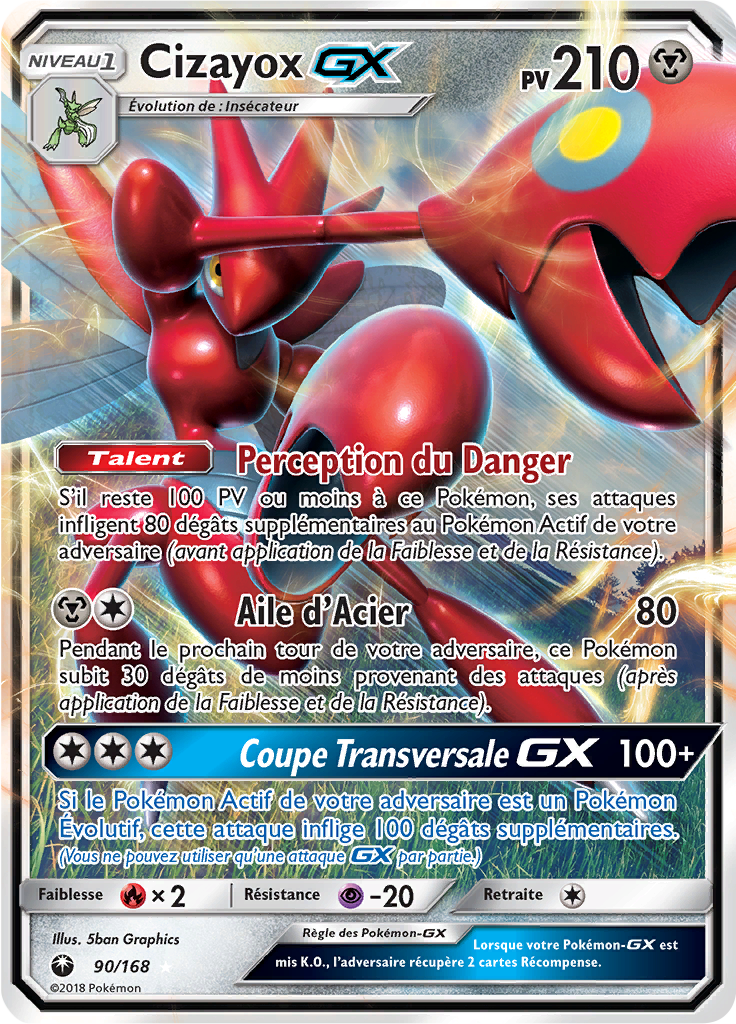 NIVEAU 1
Cizayox GX
PV 210
Évolution de : Insécateur
Talent Perception du Danger
S'il reste 100 PV ou moins à ce Pokémon, ses attaques
infligent 80 dégâts supplémentaires au Pokémon Actif de votre
adversaire (avant application de la Faiblesse et de la Résistance).
Aile d'Acier 80
Pendant le prochain tour de votre adversaire, ce Pokémon
subit 30 dégâts de moins provenant des attaques (après
application de la Faiblesse et de la Résistance).
Coupe Transversale GX 100+
Si le Pokémon Actif de votre adversaire est un Pokémon
Évolutif, cette attaque inflige 100 dégâts supplémentaires.
(Vous ne pouvez utiliser qu'une attaque GX par partie.)
Faiblesse ×2 Résistance -20 Retraite
Illus. 5ban Graphics
90/168
©2018 Pokémon
Règle des Pokémon-GX
Lorsque votre Pokémon-GX est
mis K.O., l'adversaire récupère 2 cartes Récompense.